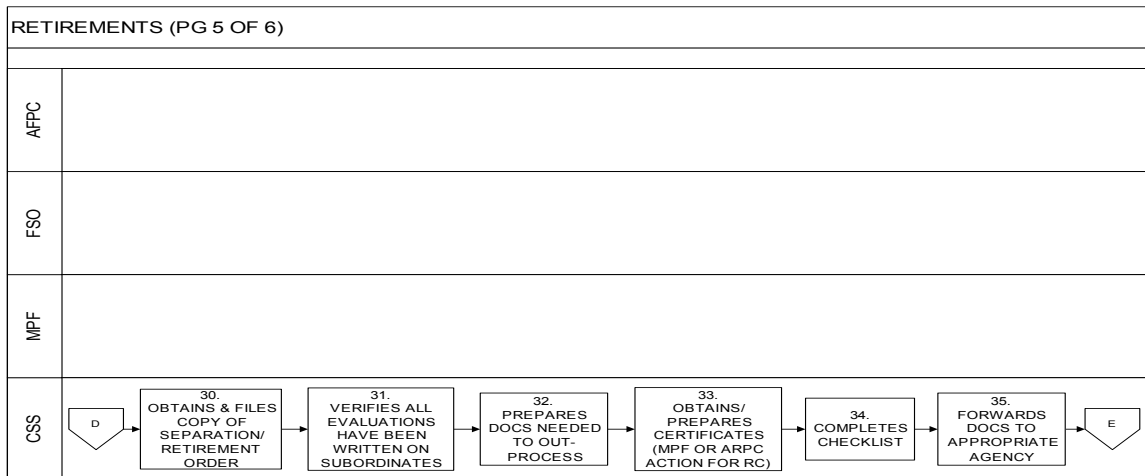 RETIREMENTS (PG 5 OF 6)
AFPC
FSO
MPF
CSS
D
30.
OBTAINS & FILES
COPY OF
SEPARATION/
RETIREMENT
ORDER
31.
VERIFIES ALL
EVALUATIONS
HAVE BEEN
WRITTEN ON
SUBORDINATES
32.
PREPARES
DOCS NEEDED
TO OUT-
PROCESS
33.
OBTAINS/
PREPARES
CERTIFICATES
(MPF OR ARPC
ACTION FOR RC)
34.
COMPLETES
CHECKLIST
35.
FORWARDS
DOCS TO
APPROPRIATE
AGENCY
E